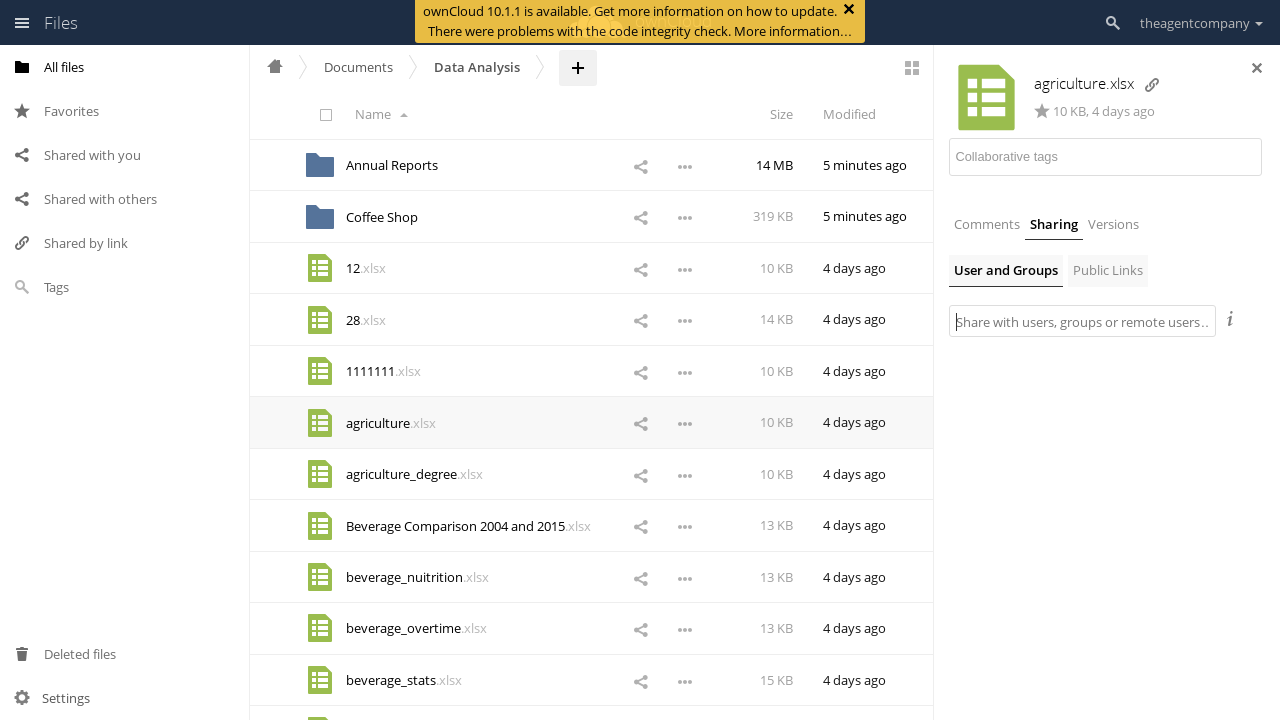 ownCloud 10.1.1 is available. Get more information on how to update.
There were problems with the code integrity check. More information…
Files
theagentcompany
All files
Favorites
Shared with you
Shared with others
Shared by link
Tags
Deleted files
Settings
Documents
Data Analysis
Name
Size
Modified
Annual Reports 14 MB 5 minutes ago
Coffee Shop 319 KB 5 minutes ago
12.xlsx 10 KB 4 days ago
28.xlsx 14 KB 4 days ago
1111111.xlsx 10 KB 4 days ago
agriculture.xlsx 10 KB 4 days ago
agriculture_degree.xlsx 10 KB 4 days ago
Beverage Comparison 2004 and 2015.xlsx 13 KB 4 days ago
beverage_nuitrition.xlsx 13 KB 4 days ago
beverage_overtime.xlsx 13 KB 4 days ago
beverage_stats.xlsx 15 KB 4 days ago
agriculture.xlsx
10 KB, 4 days ago
Collaborative tags
Comments
Sharing
Versions
User and Groups
Public Links
Share with users, groups or remote users…